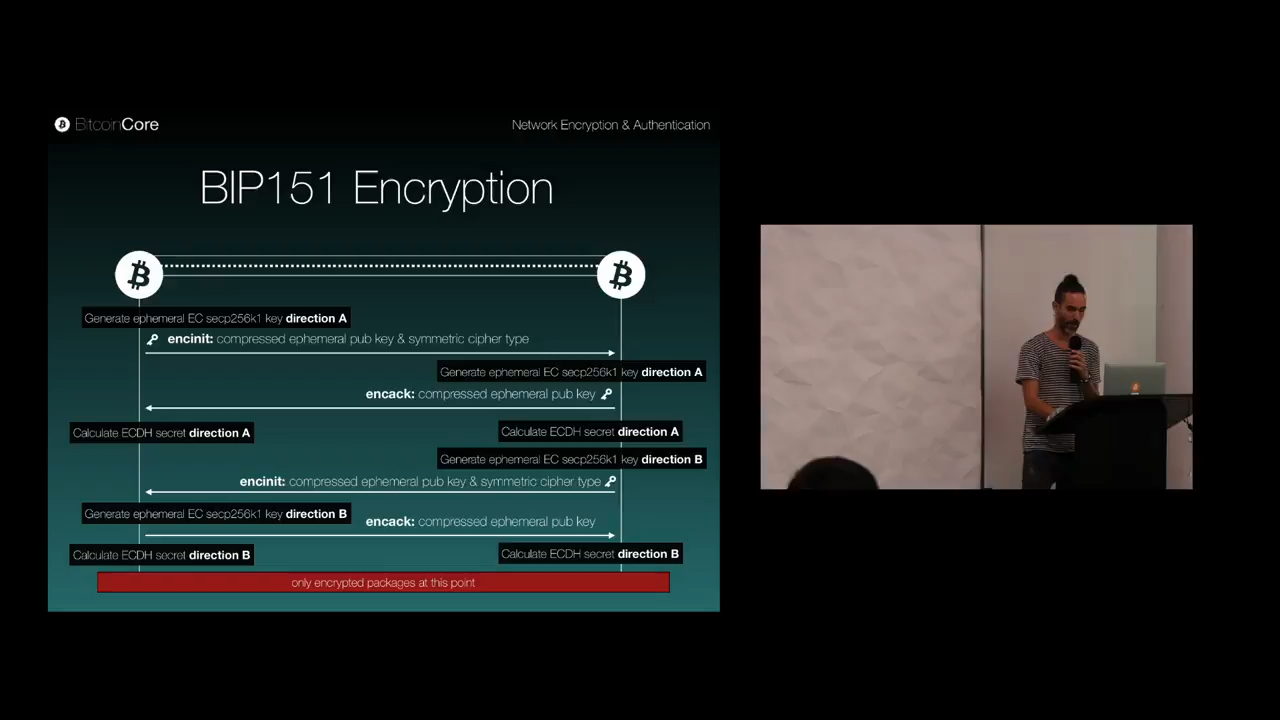 BitcoinCore
Network Encryption & Authentication
BIP151 Encryption
Generate ephemeral EC secp256k1 key direction A
encinit: compressed ephemeral pub key & symmetric cipher type
Generate ephemeral EC secp256k1 key direction A
encack: compressed ephemeral pub key
Calculate ECDH secret direction A
Calculate ECDH secret direction A
Generate ephemeral EC secp256k1 key direction B
encinit: compressed ephemeral pub key & symmetric cipher type
Generate ephemeral EC secp256k1 key direction B
encack: compressed ephemeral pub key
Calculate ECDH secret direction B
Calculate ECDH secret direction B
only encrypted packages at this point